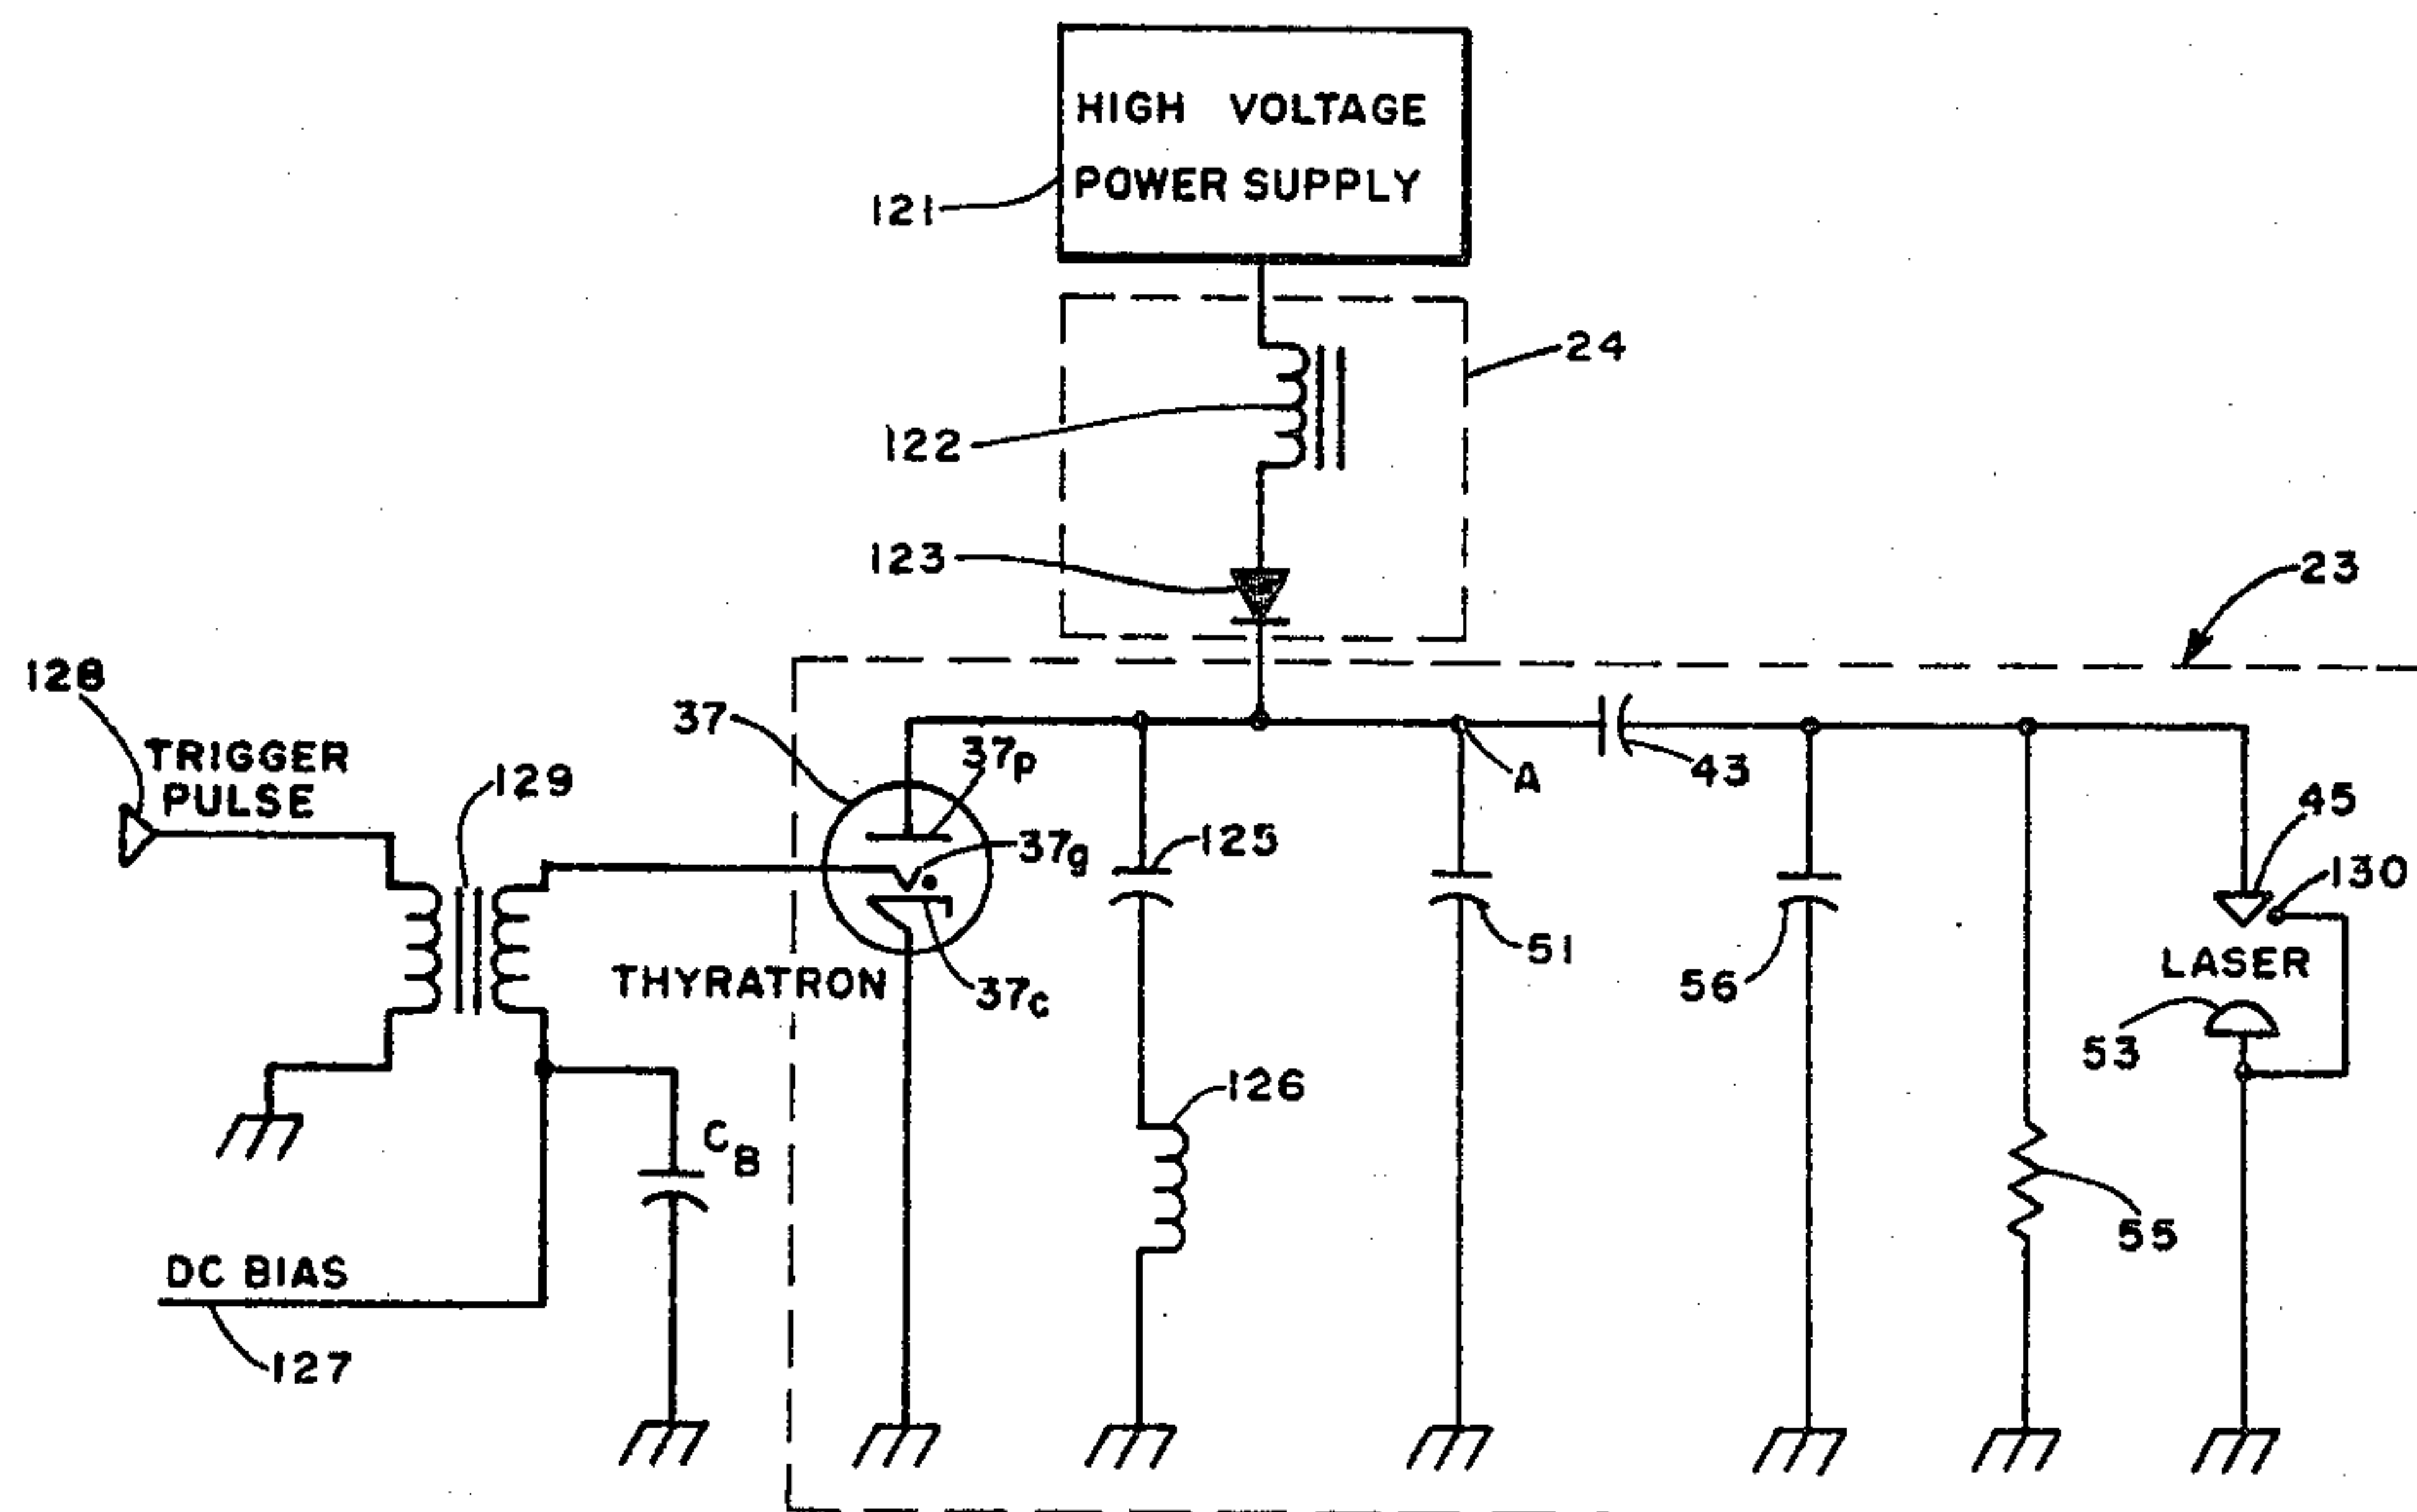 HIGH VOLTAGE
POWER SUPPLY
121
24
122
123
23
128
TRIGGER
PULSE
129
37
37p
37g
37c
THYRATRON
125
A
43
45
130
51
56
LASER
53
126
CB
55
DC BIAS
127